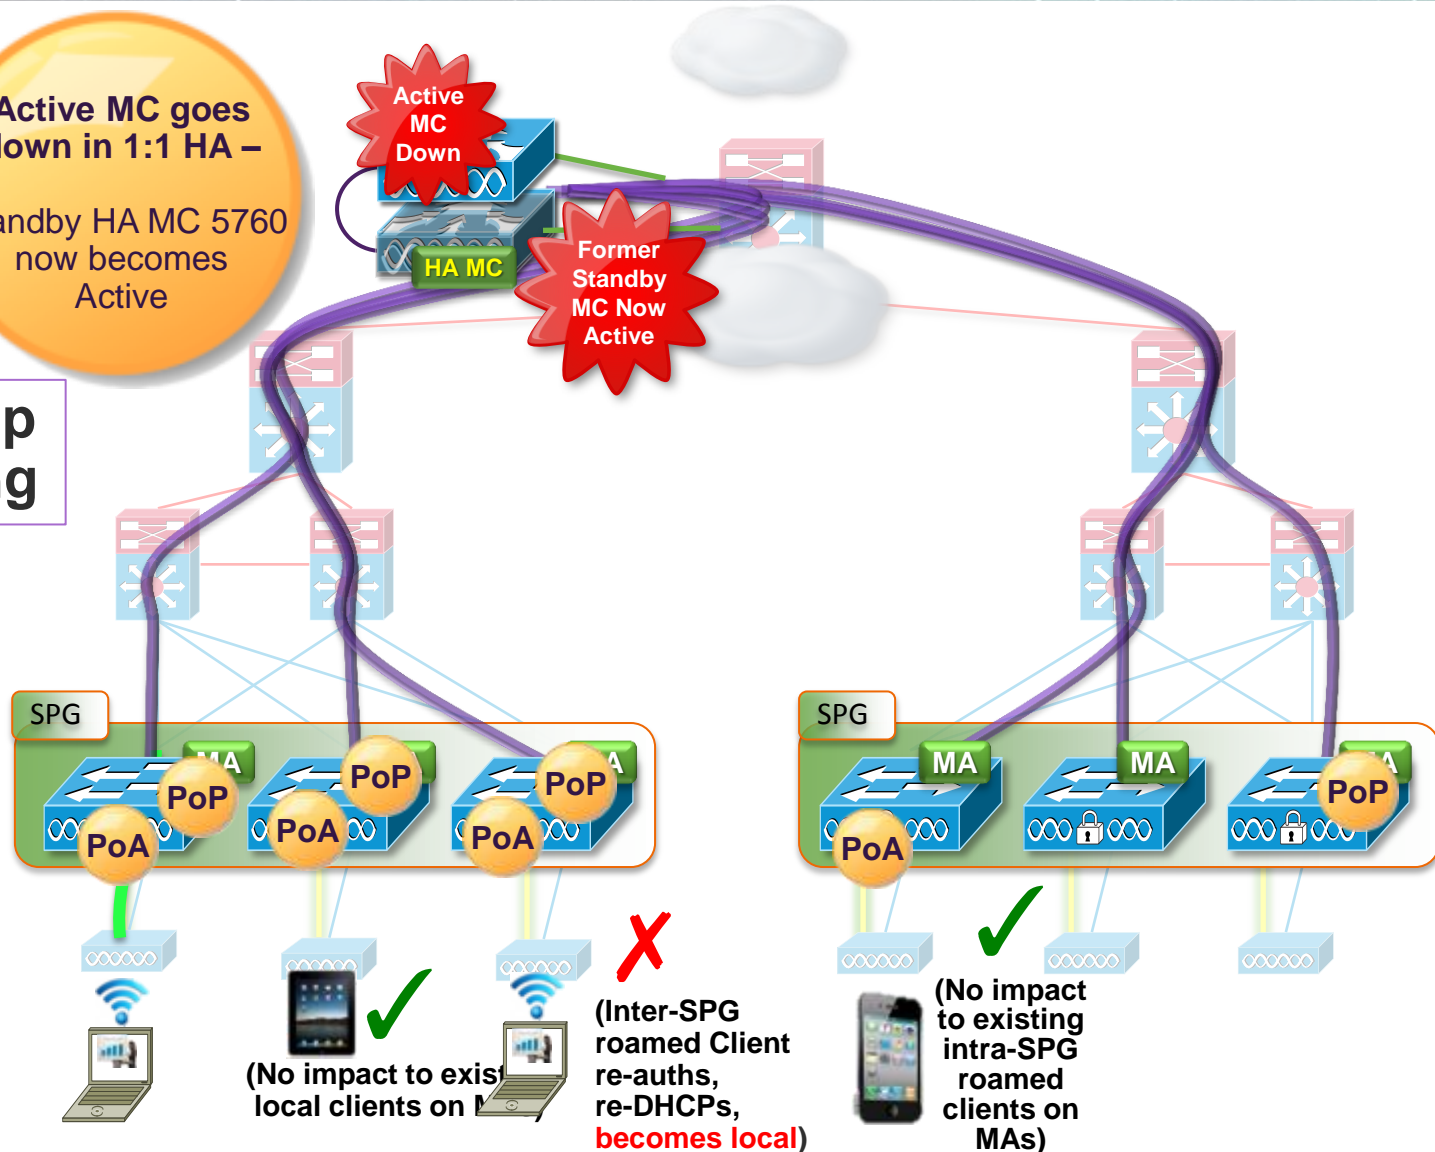 Active MC goes
down in 1:1 HA –
Standby HA MC 5760
now becomes
Active
Active
MC
Down
HA MC
Former
Standby
MC Now
Active
SPG
MA
PoP
PoA
PoP
PoA
PoP
PoA
SPG
MA
MA
PoP
PoA
(No impact to
local clients on
(Inter-SPG
roamed Client
re-auths,
re-DHCPs,
becomes local)
(No impact
to existing
intra-SPG
roamed
clients on
MAs)